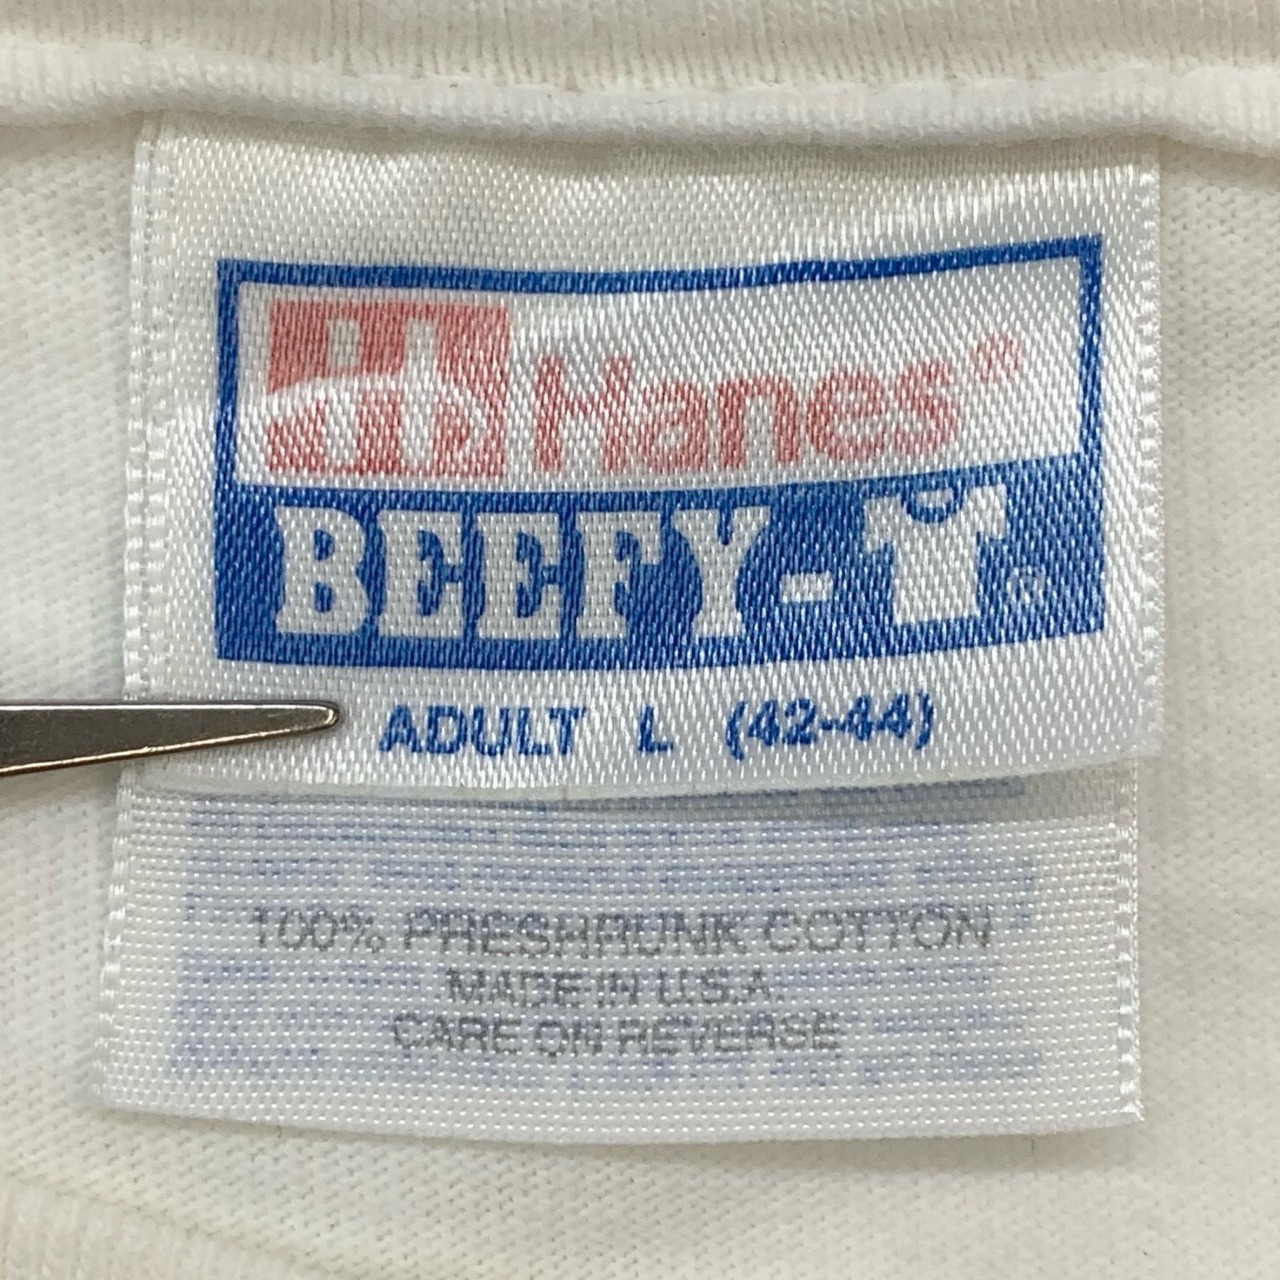 Hanes®
BEEFY-T®
ADULT L (42-44)
100% PRESHRUNK COTTON
MADE IN U.S.A.
CARE ON REVERSE